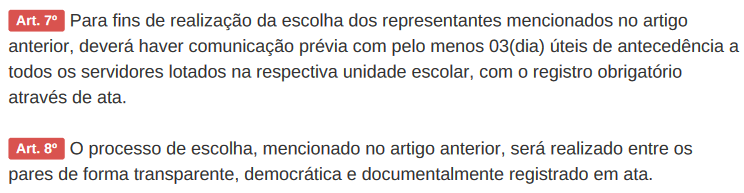 Art. 7º Para fins de realização da escolha dos representantes mencionados no artigo
anterior, deverá haver comunicação prévia com pelo menos 03(dia) úteis de antecedência a
todos os servidores lotados na respectiva unidade escolar, com o registro obrigatório
através de ata.
Art. 8º O processo de escolha, mencionado no artigo anterior, será realizado entre os
pares de forma transparente, democrática e documentalmente registrado em ata.